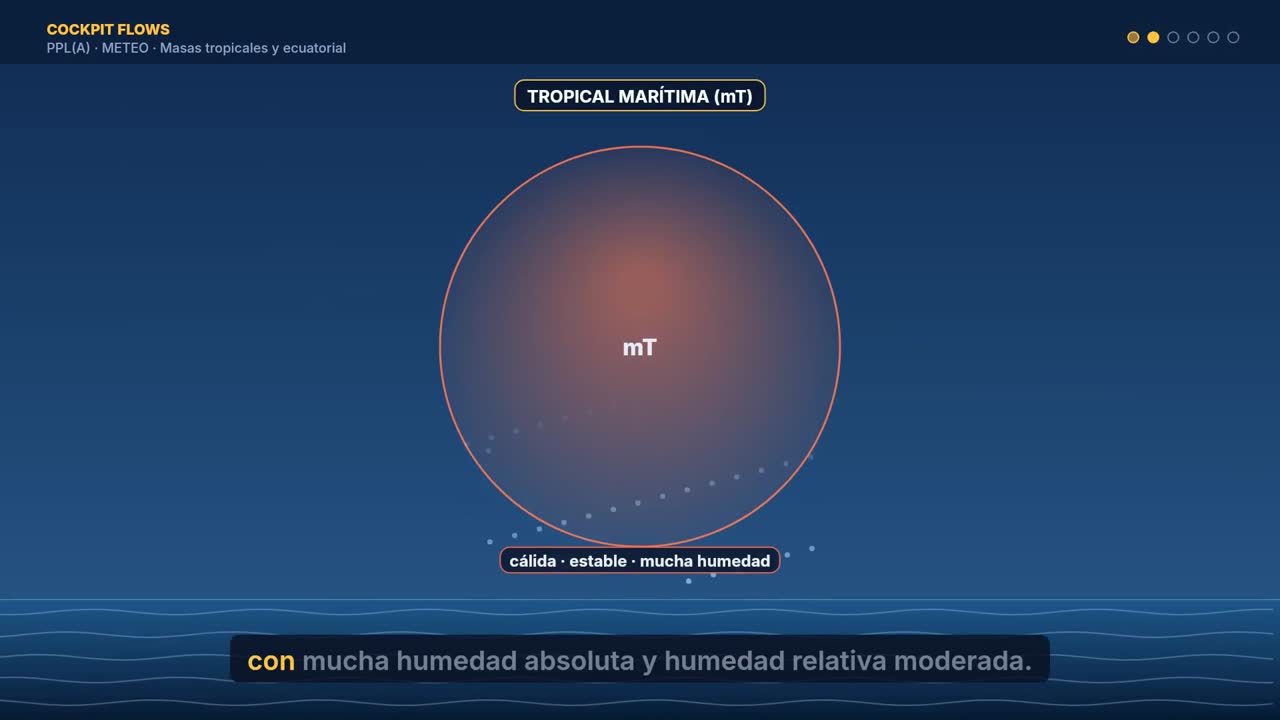 COCKPIT FLOWS
PPL(A) · METEO · Masas tropicales y ecuatorial
TROPICAL MARÍTIMA (mT)
mT
cálida · estable · mucha humedad
con mucha humedad absoluta y humedad relativa moderada.